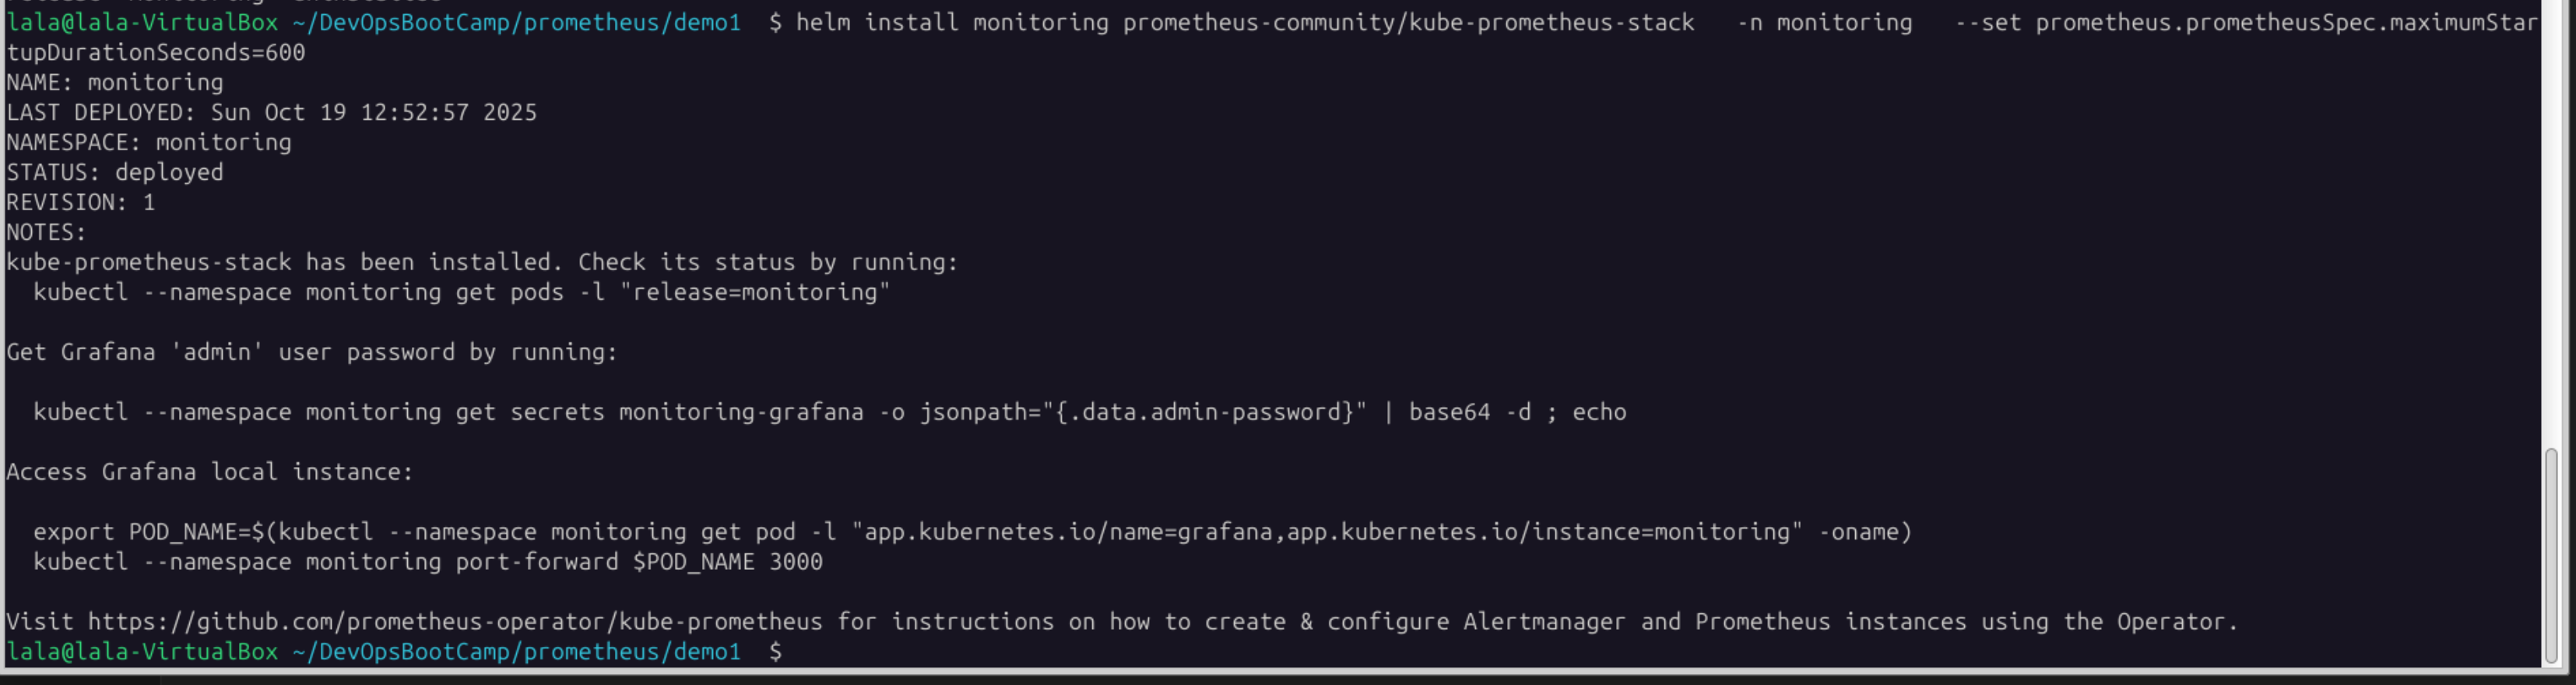 lala@lala-VirtualBox ~/DevOpsBootCamp/prometheus/demo1  $ helm install monitoring prometheus-community/kube-prometheus-stack   -n monitoring   --set prometheus.prometheusSpec.maximumStar
tupDurationSeconds=600
NAME: monitoring
LAST DEPLOYED: Sun Oct 19 12:52:57 2025
NAMESPACE: monitoring
STATUS: deployed
REVISION: 1
NOTES:
kube-prometheus-stack has been installed. Check its status by running:
  kubectl --namespace monitoring get pods -l "release=monitoring"

Get Grafana 'admin' user password by running:

  kubectl --namespace monitoring get secrets monitoring-grafana -o jsonpath="{.data.admin-password}" | base64 -d ; echo

Access Grafana local instance:

  export POD_NAME=$(kubectl --namespace monitoring get pod -l "app.kubernetes.io/name=grafana,app.kubernetes.io/instance=monitoring" -oname)
  kubectl --namespace monitoring port-forward $POD_NAME 3000

Visit https://github.com/prometheus-operator/kube-prometheus for instructions on how to create & configure Alertmanager and Prometheus instances using the Operator.
lala@lala-VirtualBox ~/DevOpsBootCamp/prometheus/demo1  $